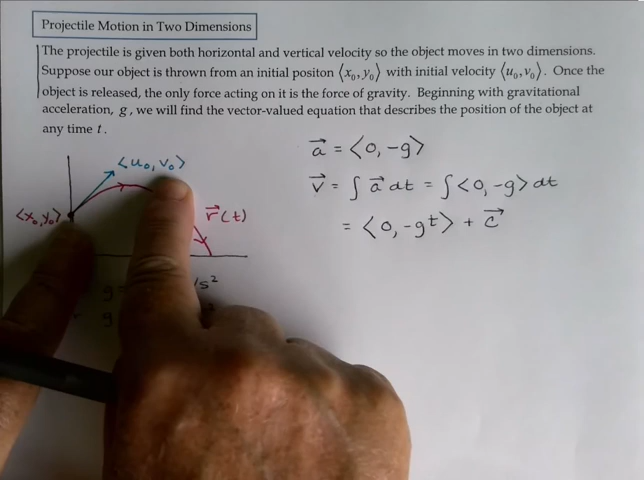 Projectile Motion in Two Dimensions
The projectile is given both horizontal and vertical velocity so the object moves in two dimensions.
Suppose our object is thrown from an initial positon ⟨x₀,y₀⟩ with initial velocity ⟨u₀,v₀⟩. Once the
object is released, the only force acting on it is the force of gravity. Beginning with gravitational
acceleration, g, we will find the vector-valued equation that describes the position of the object at
any time t.
⟨u₀, v₀⟩
⟨x₀,y₀⟩
r⃗(t)
g
/s²
g
a⃗ = ⟨0, -g⟩
v⃗ = ∫ a⃗ dt = ∫⟨0, -g⟩dt
= ⟨0, -gt⟩ + c⃗